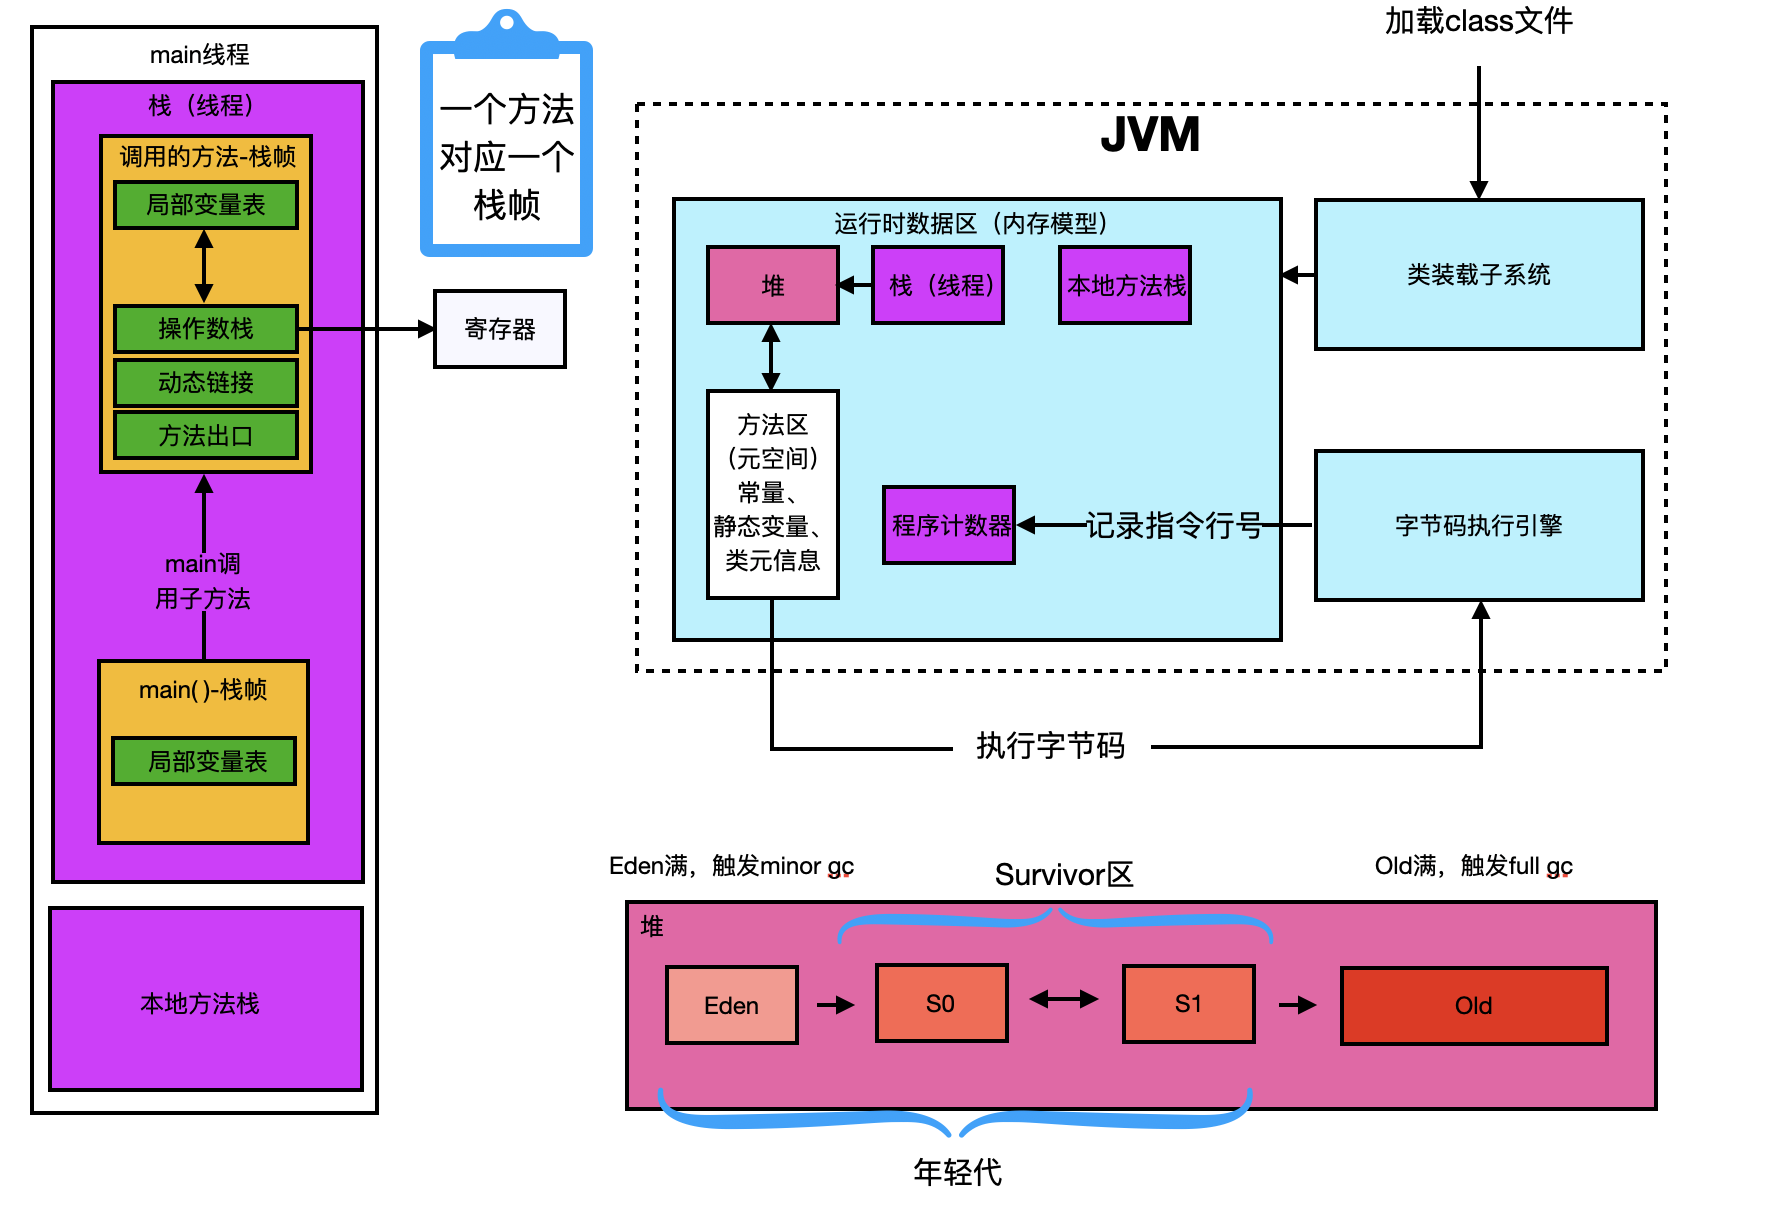 main线程
栈（线程）
调用的方法-栈帧
局部变量表
操作数栈
动态链接
方法出口
main调
用子方法
main()-栈帧
局部变量表
本地方法栈
一个方法
对应一个
栈帧
寄存器
加载class文件
JVM
运行时数据区（内存模型）
堆
栈（线程）
本地方法栈
类装载子系统
方法区
（元空间）
常量、
静态变量、
类元信息
程序计数器
记录指令行号
字节码执行引擎
执行字节码
Eden满，触发minor gc
Survivor区
Old满，触发full gc
堆
Eden
S0
S1
Old
年轻代